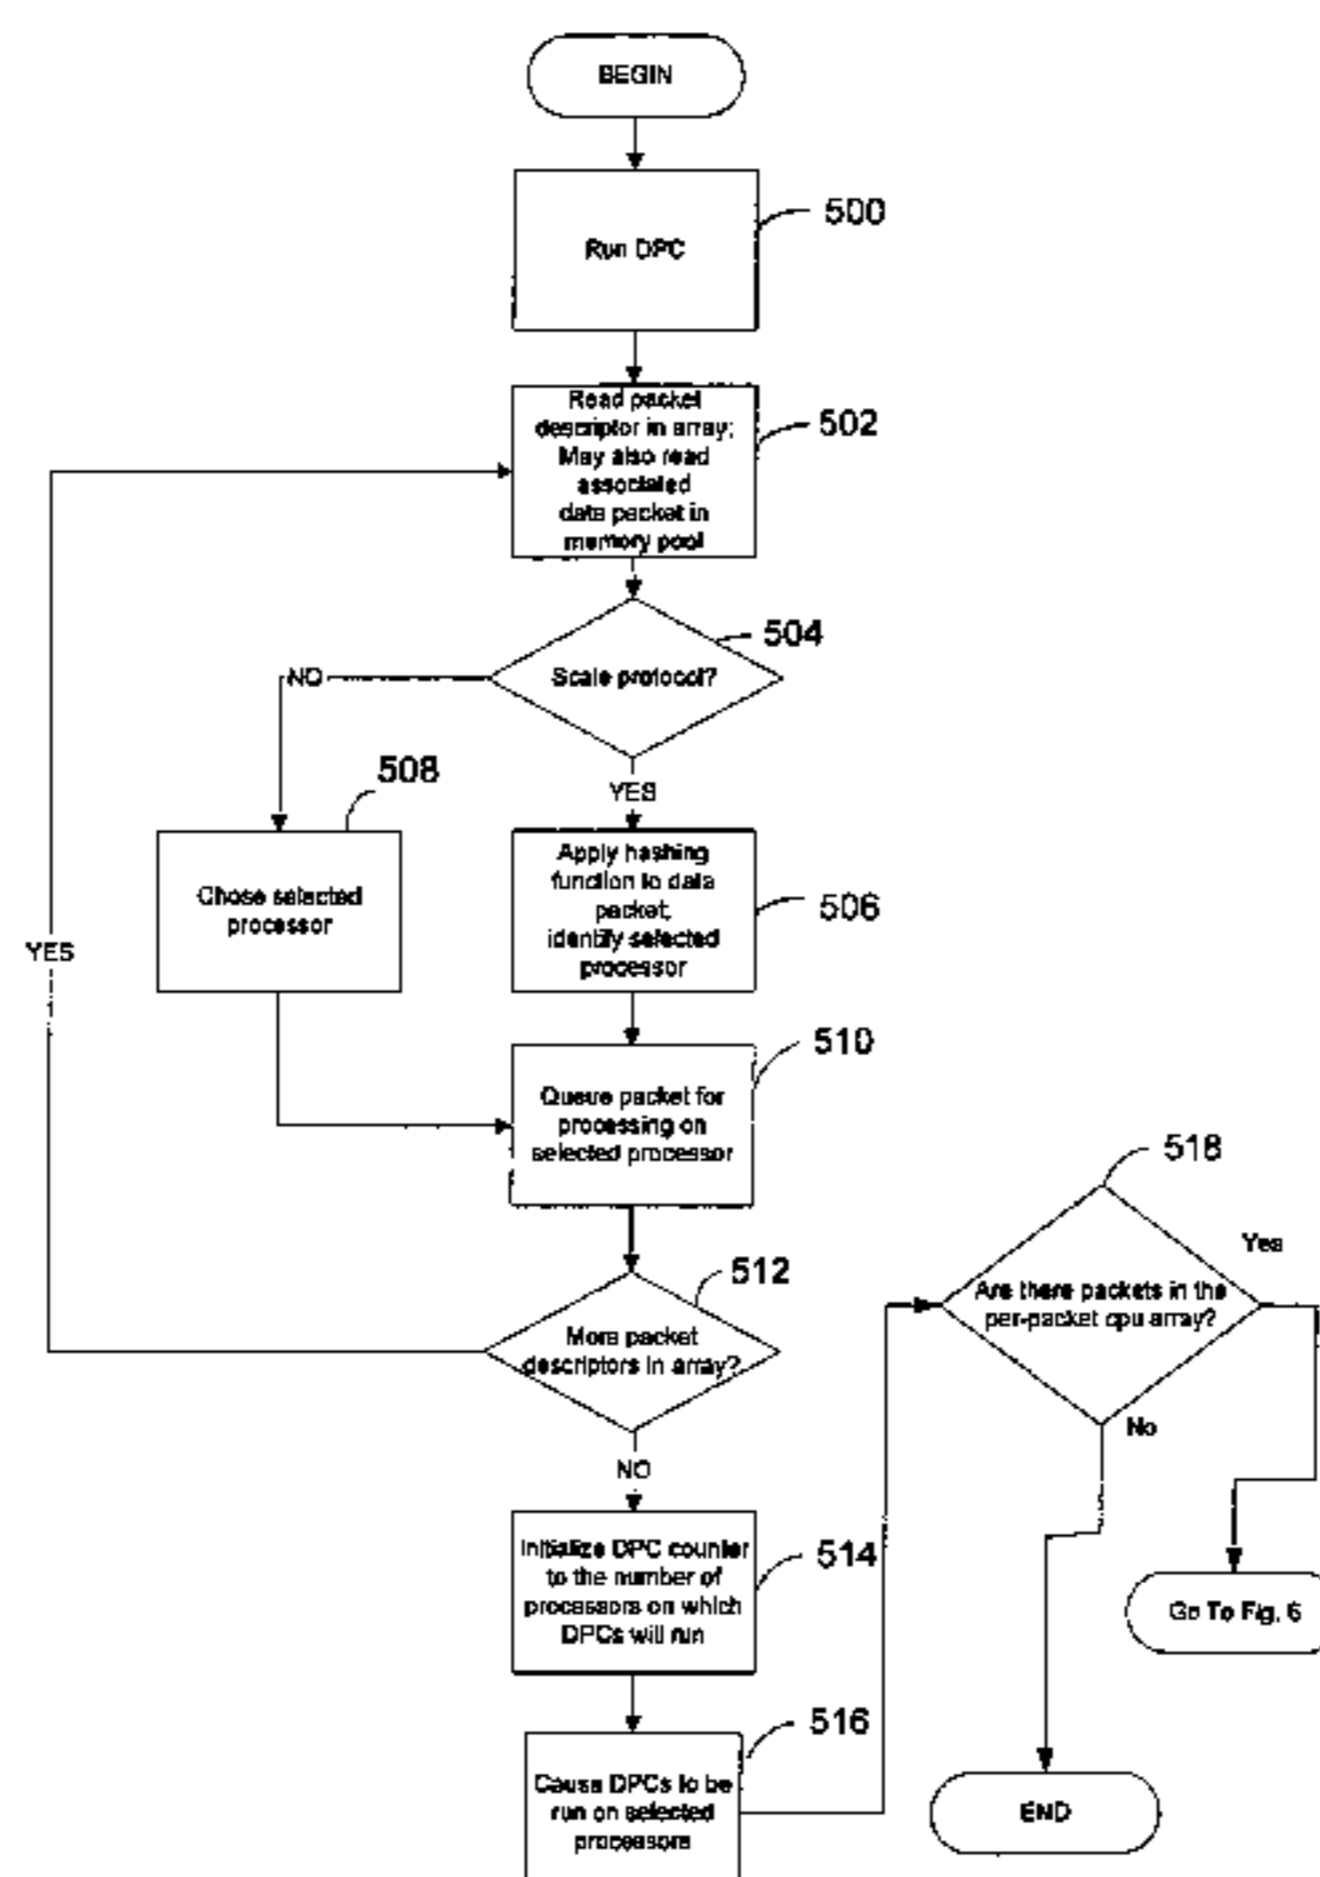 BEGIN
Run DPC
500
Read packet
descriptor in array;
May also read
associated
data packet in
memory pool
502
Scale protocol?
504
NO
YES
508
Chose selected
processor
Apply hashing
function to data
packet,
identify selected
processor
506
YES
Queue packet for
processing on
selected processor
510
More packet
descriptors in array?
512
NO
Initialize DPC counter
to the number of
processors on which
DPCs will run
514
Cause DPCs to be
run on selected
processors
516
518
Are there packets in the
per-packet cpu array?
Yes
No
Go To Fig. 6
END